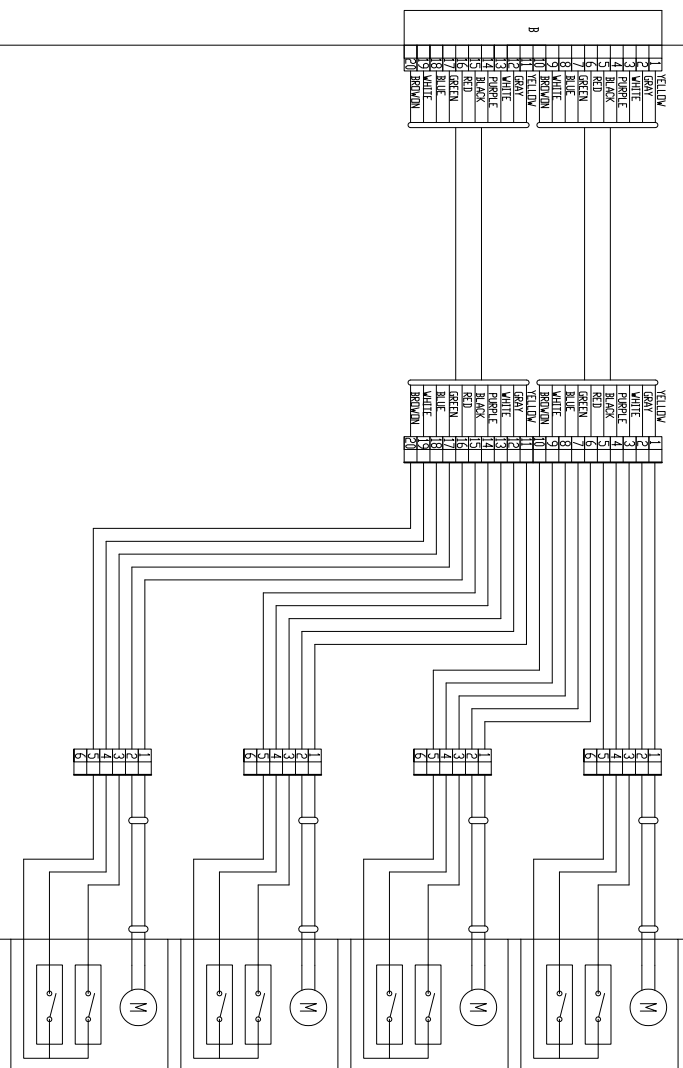 B
1 YELLOW
2 GRAY
3 WHITE
4 PURPLE
5 BLACK
6 RED
7 GREEN
8 BLUE
9 WHITE
10 BROWON
11 YELLOW
12 GRAY
13 WHITE
14 PURPLE
15 BLACK
16 RED
17 GREEN
18 BLUE
19 WHITE
20 BROWON
YELLOW 1
GRAY 2
WHITE 3
PURPLE 4
BLACK 5
RED 6
GREEN 7
BLUE 8
WHITE 9
BROWON 10
YELLOW 11
GRAY 12
WHITE 13
PURPLE 14
BLACK 15
RED 16
GREEN 17
BLUE 18
WHITE 19
BROWON 20
1
2
3
4
5
6
1
2
3
4
5
6
1
2
3
4
5
6
1
2
3
4
5
6
M
M
M
M